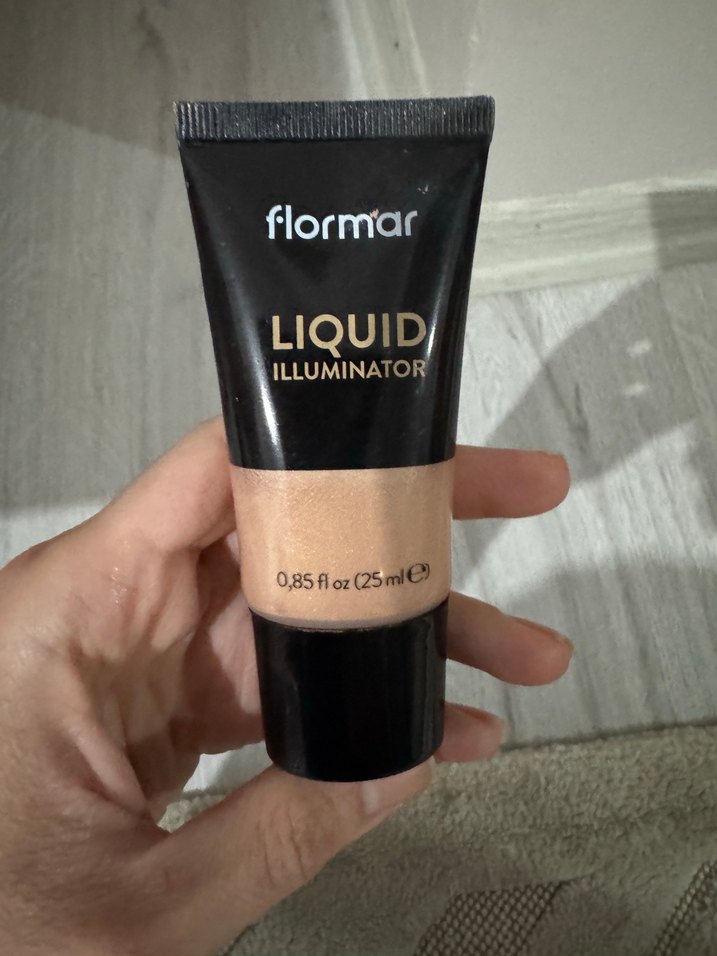 flormar
LIQUID
ILLUMINATOR
0,85 fl oz (25 ml ℮)